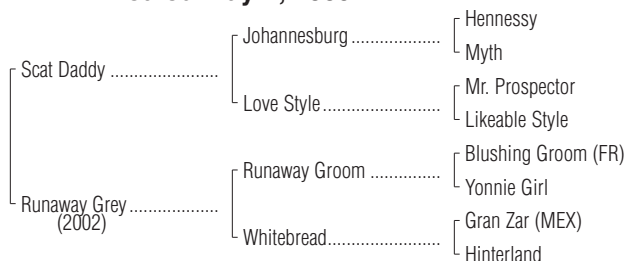 Hennessy
Johannesburg ....................
Myth
Scat Daddy ........................
Mr. Prospector
Love Style..........................
Likeable Style
Blushing Groom (FR)
Runaway Groom ...............
Yonnie Girl
Runaway Grey....................
(2002)
Gran Zar (MEX)
Whitebread.........................
Hinterland